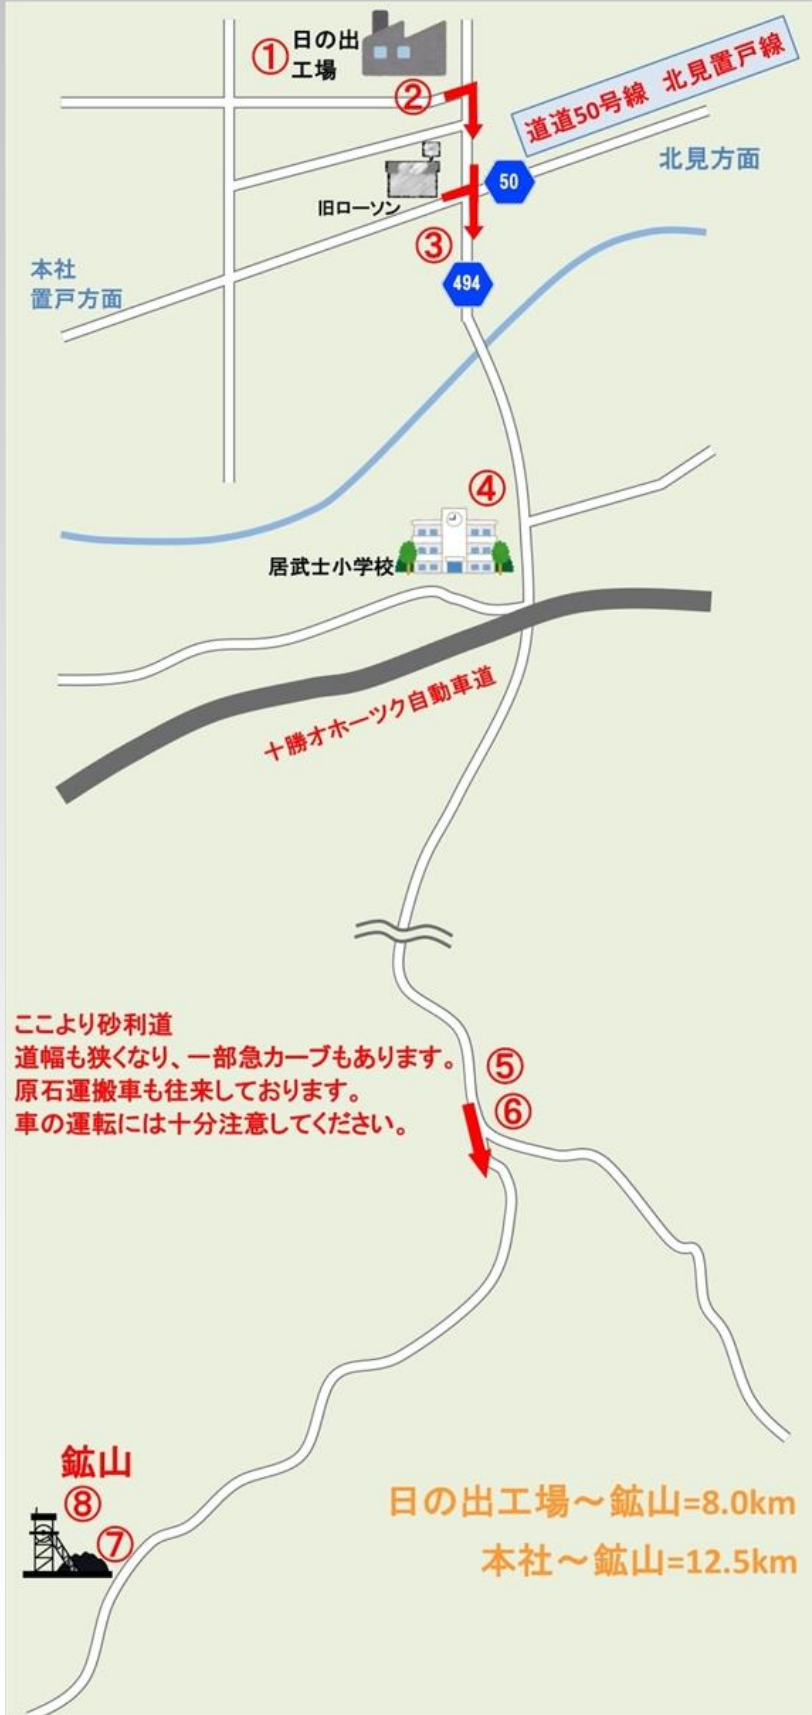 ①
日の出
工場
②
道道50号線 北見置戸線
北見方面
50
旧ローソン
③
本社
置戸方面
494
④
居武士小学校
十勝オホーツク自動車道
ここより砂利道
道幅も狭くなり、一部急カーブもあります。
原石運搬車も往来しております。
車の運転には十分注意してください。
⑤
⑥
鉱山
⑧
⑦
日の出工場～鉱山=8.0km
本社～鉱山=12.5km